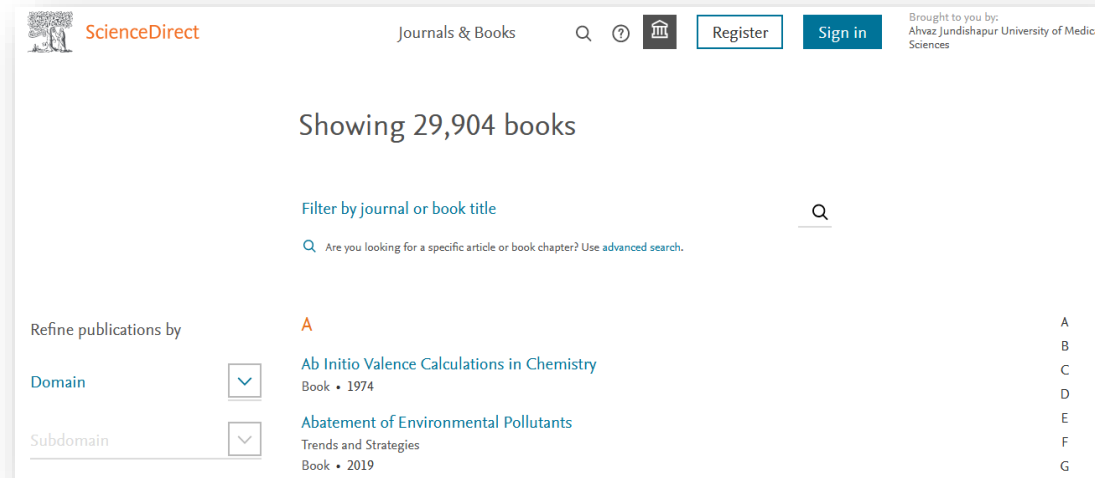 ScienceDirect
Journals & Books
Register
Sign in
Brought to you by:
Ahvaz Jundishapur University of Medic
Sciences
Showing 29,904 books
Filter by journal or book title
Are you looking for a specific article or book chapter? Use advanced search.
Refine publications by
Domain
Subdomain
A
Ab Initio Valence Calculations in Chemistry
Book • 1974
Abatement of Environmental Pollutants
Trends and Strategies
Book • 2019
A
B
C
D
E
F
G